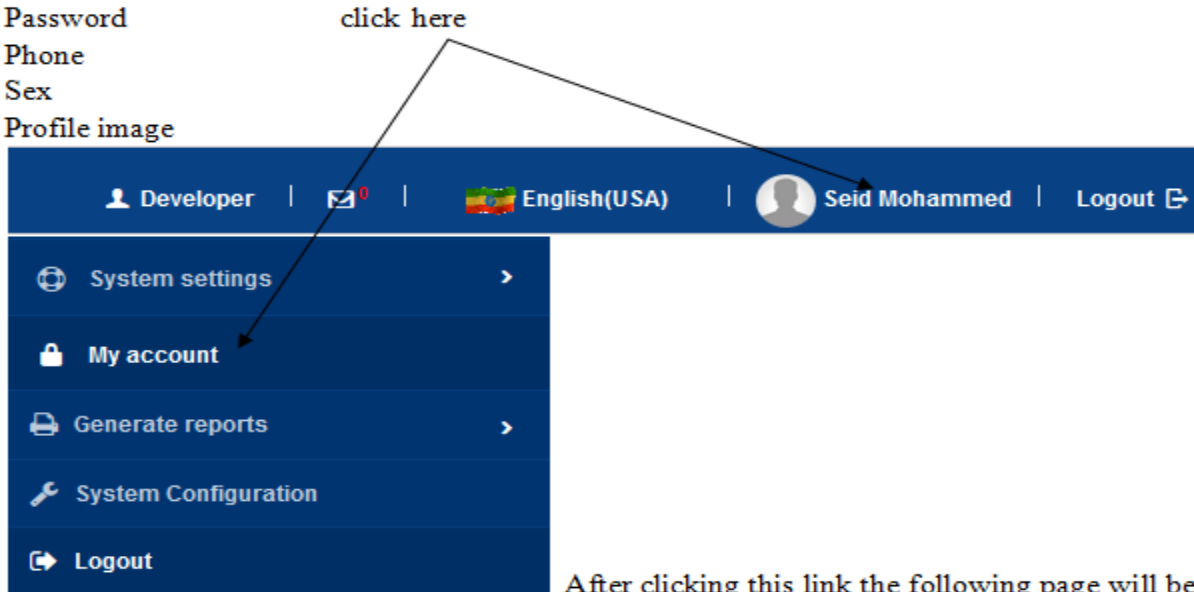 Password click here
Phone
Sex
Profile image
Developer | 0 | English(USA) | Seid Mohammed | Logout
System settings
My account
Generate reports
System Configuration
Logout
After clicking this link the following page will be